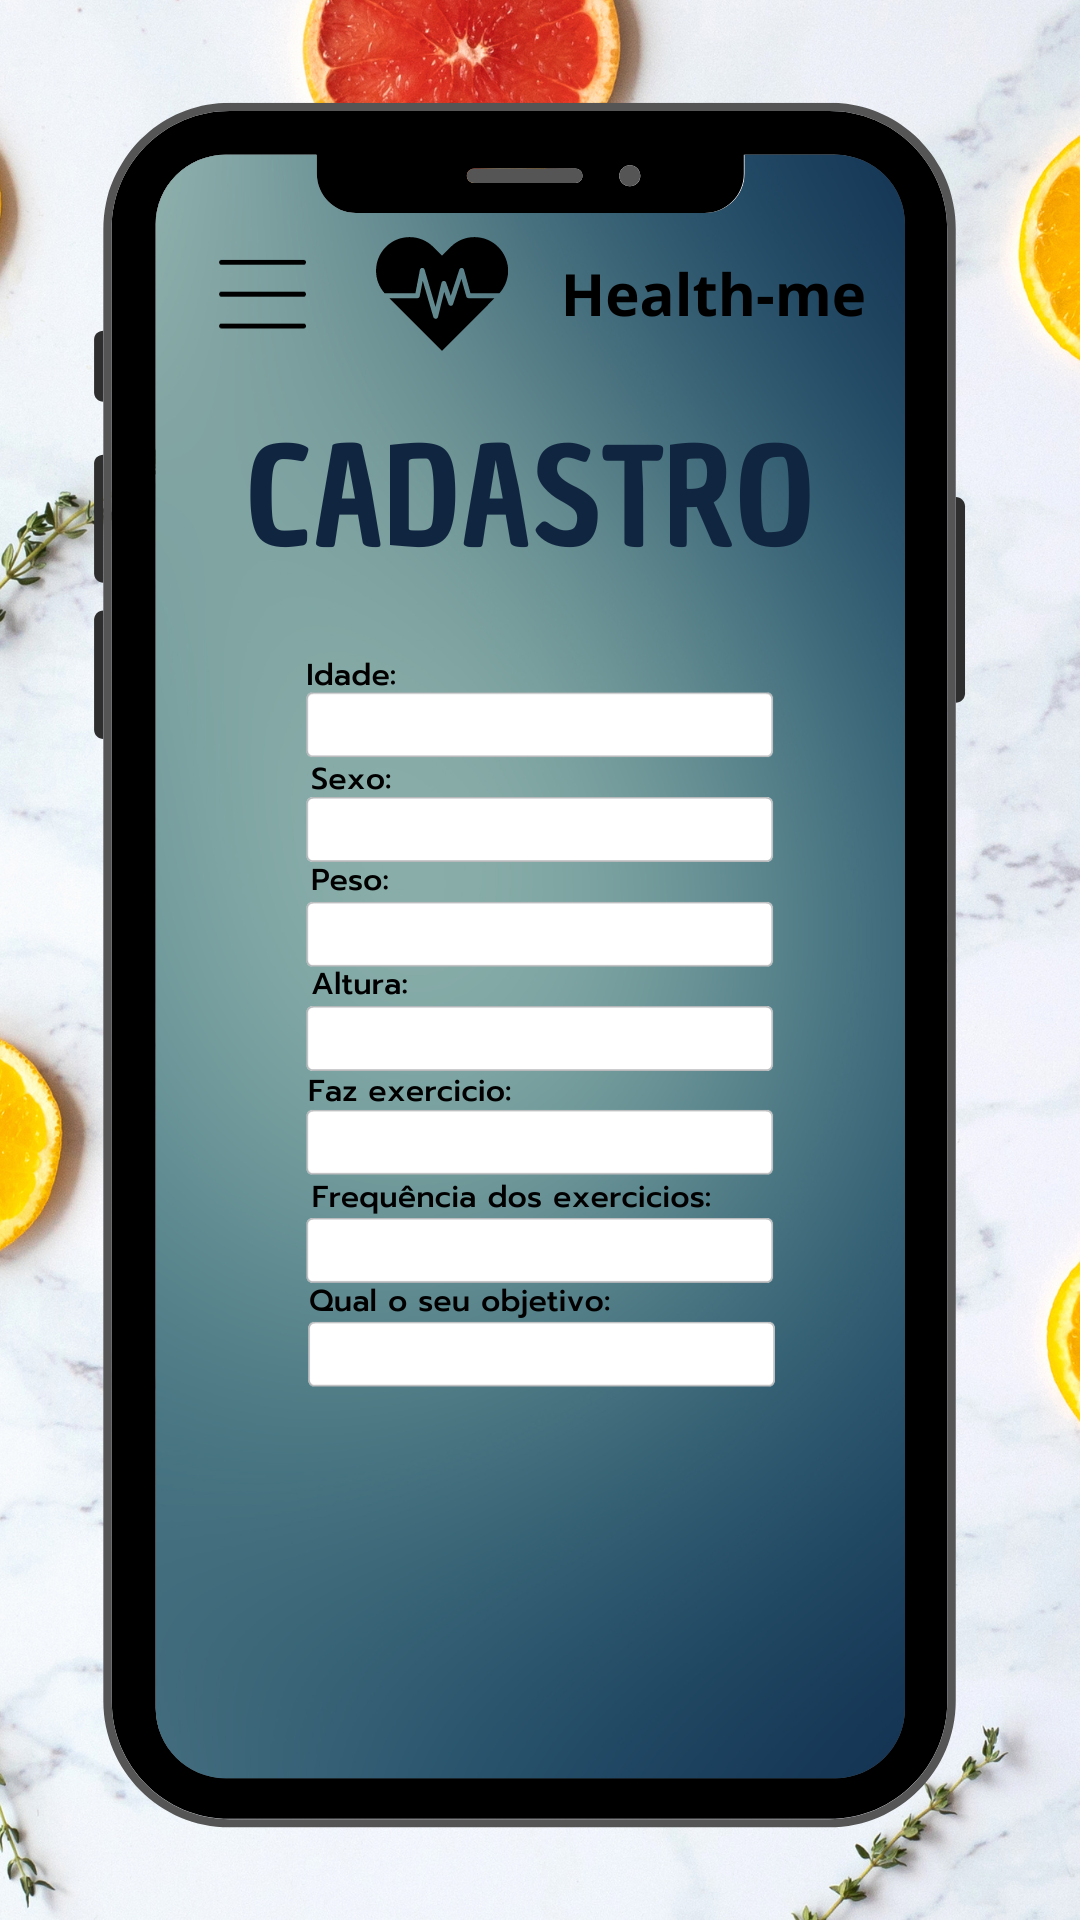 Health-me
CADASTRO
Idade:
Sexo:
Peso:
Altura:
Faz exercicio:
Frequência dos exercicios:
Qual o seu objetivo: